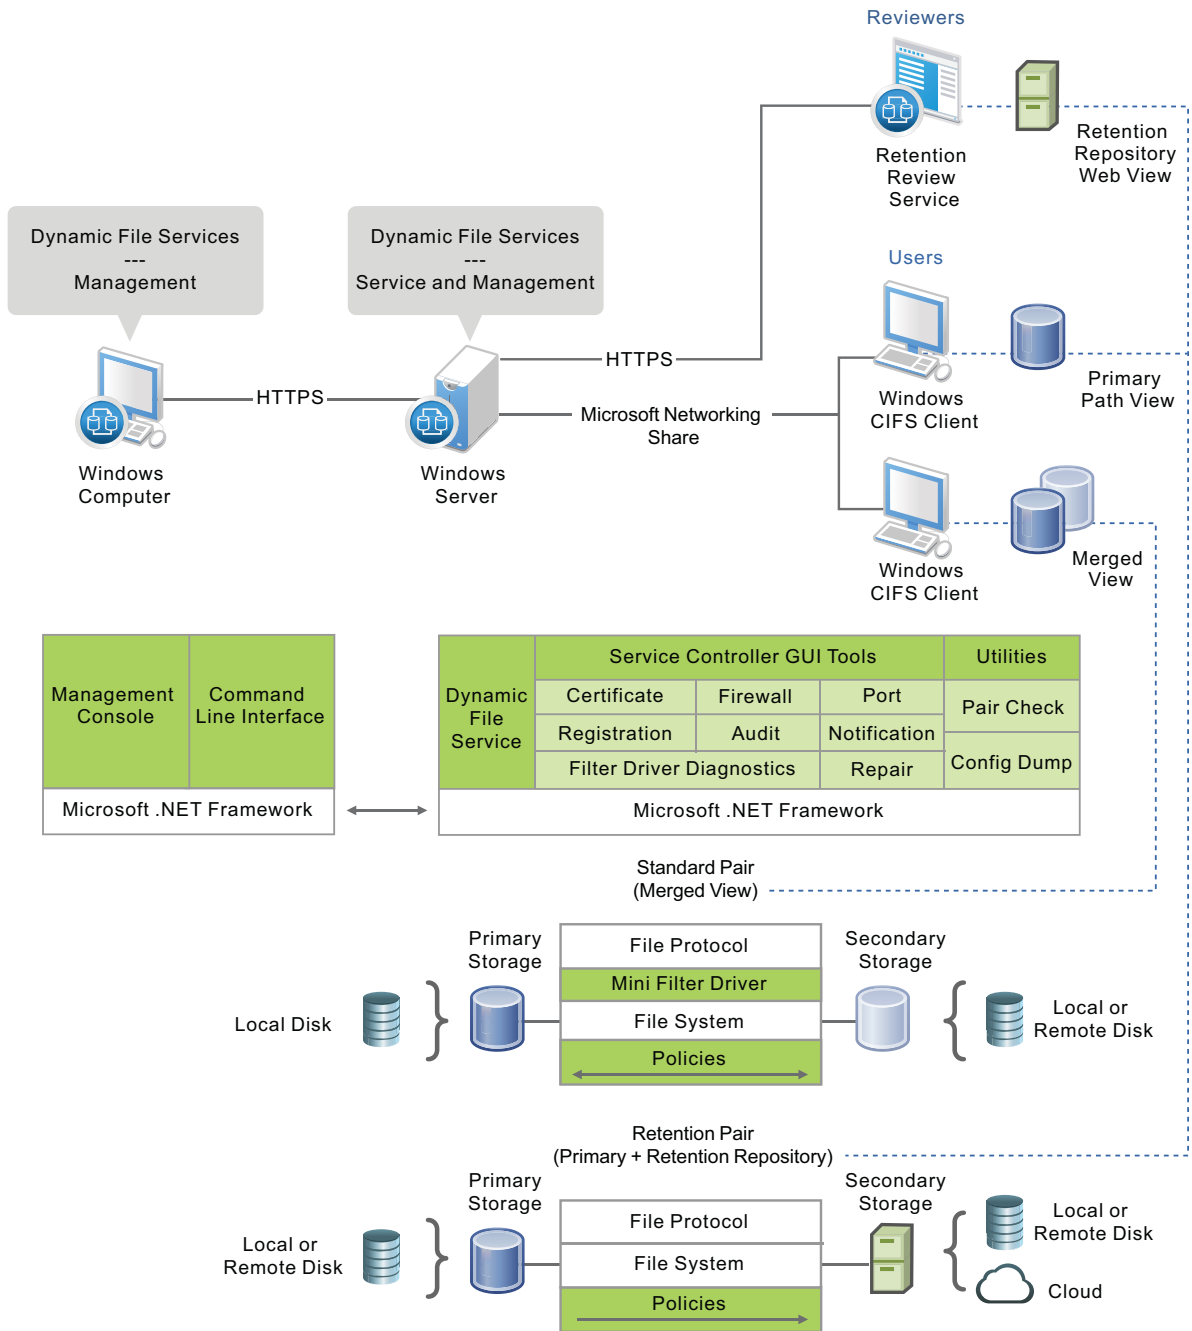 Reviewers
Retention
Review
Service
Retention
Repository
Web View
Dynamic File Services
---
Management
Dynamic File Services
---
Service and Management
Users
HTTPS
HTTPS
Microsoft Networking
Share
Windows
Computer
Windows
Server
Windows
CIFS Client
Primary
Path View
Windows
CIFS Client
Merged
View
Management
Console
Command
Line Interface
Microsoft .NET Framework
Dynamic
File
Service
Service Controller GUI Tools
Utilities
Certificate
Firewall
Port
Pair Check
Registration
Audit
Notification
Filter Driver Diagnostics
Repair
Config Dump
Microsoft .NET Framework
Standard Pair
(Merged View)
Local Disk
Primary
Storage
File Protocol
Mini Filter Driver
File System
Policies
Secondary
Storage
Local or
Remote Disk
Retention Pair
(Primary + Retention Repository)
Local or
Remote Disk
Primary
Storage
File Protocol
File System
Policies
Secondary
Storage
Local or
Remote Disk
Cloud